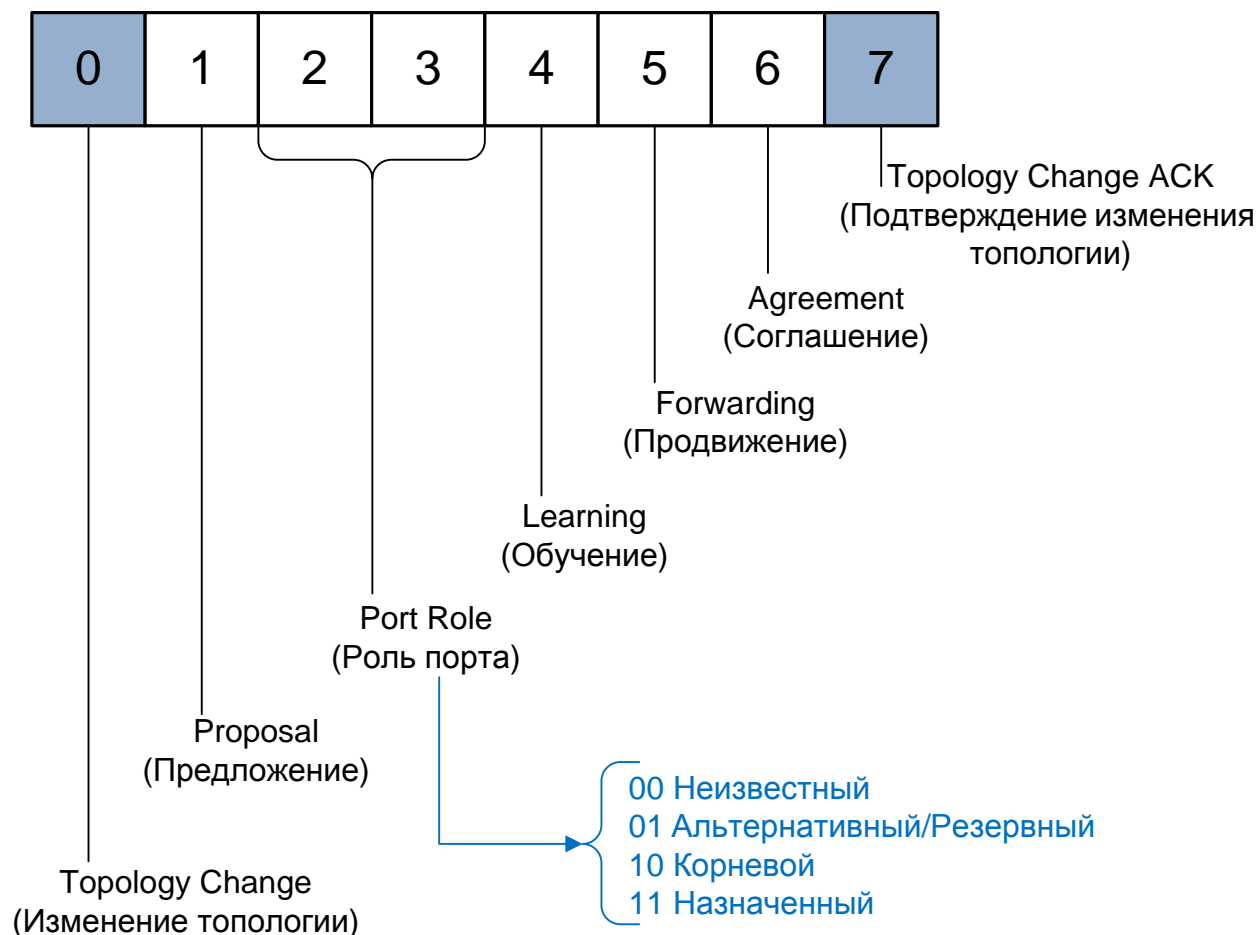 0 1 2 3 4 5 6 7
Topology Change ACK
(Подтверждение изменения
топологии)
Agreement
(Соглашение)
Forwarding
(Продвижение)
Learning
(Обучение)
Port Role
(Роль порта)
Proposal
(Предложение)
00 Неизвестный
01 Альтернативный/Резервный
10 Корневой
11 Назначенный
Topology Change
(Изменение топологии)